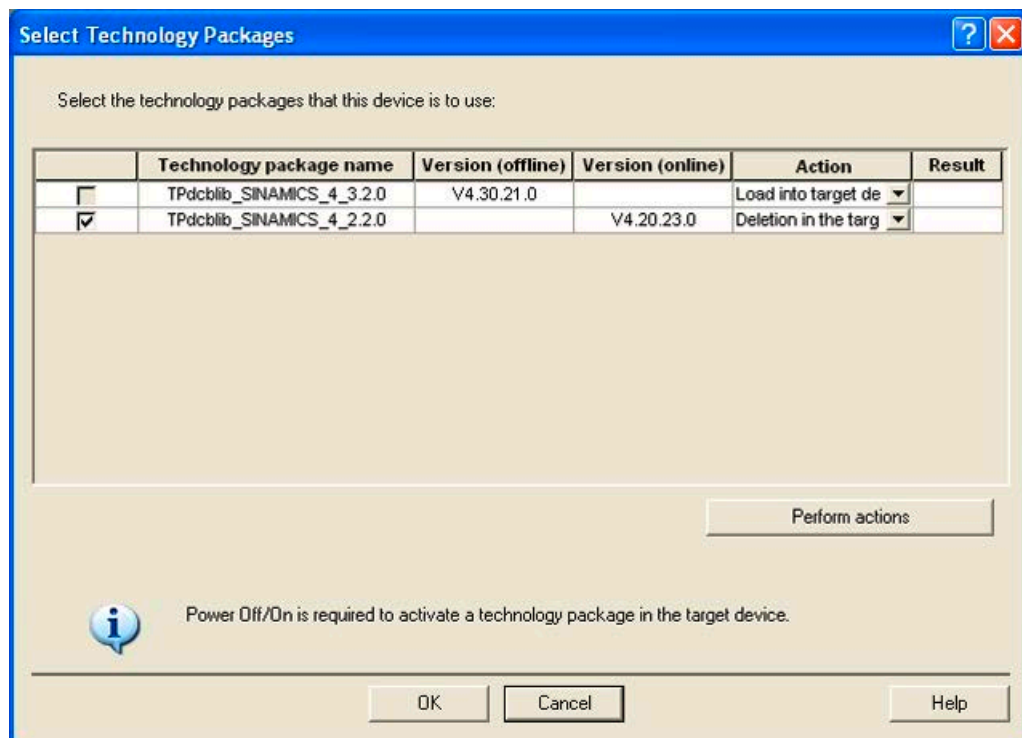 Select Technology Packages
Select the technology packages that this device is to use:
Technology package name Version (offline) Version (online) Action Result
TPdcblib_SINAMICS_4_3.2.0 V4.30.21.0 Load into target de
TPdcblib_SINAMICS_4_2.2.0 V4.20.23.0 Deletion in the targ
Perform actions
Power Off/On is required to activate a technology package in the target device.
OK Cancel Help